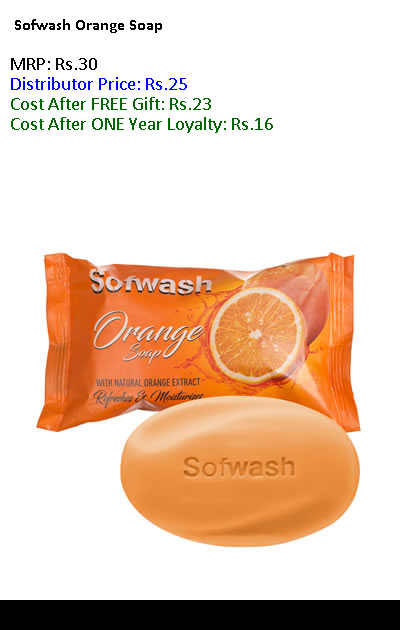 Sofwash Orange Soap
MRP: Rs.30
Distributor Price: Rs.25
Cost After FREE Gift: Rs.23
Cost After ONE Year Loyalty: Rs.16
Sofwash
Orange
Soap
WITH NATURAL ORANGE EXTRACT
Refreshes & Moisturises
Sofwash